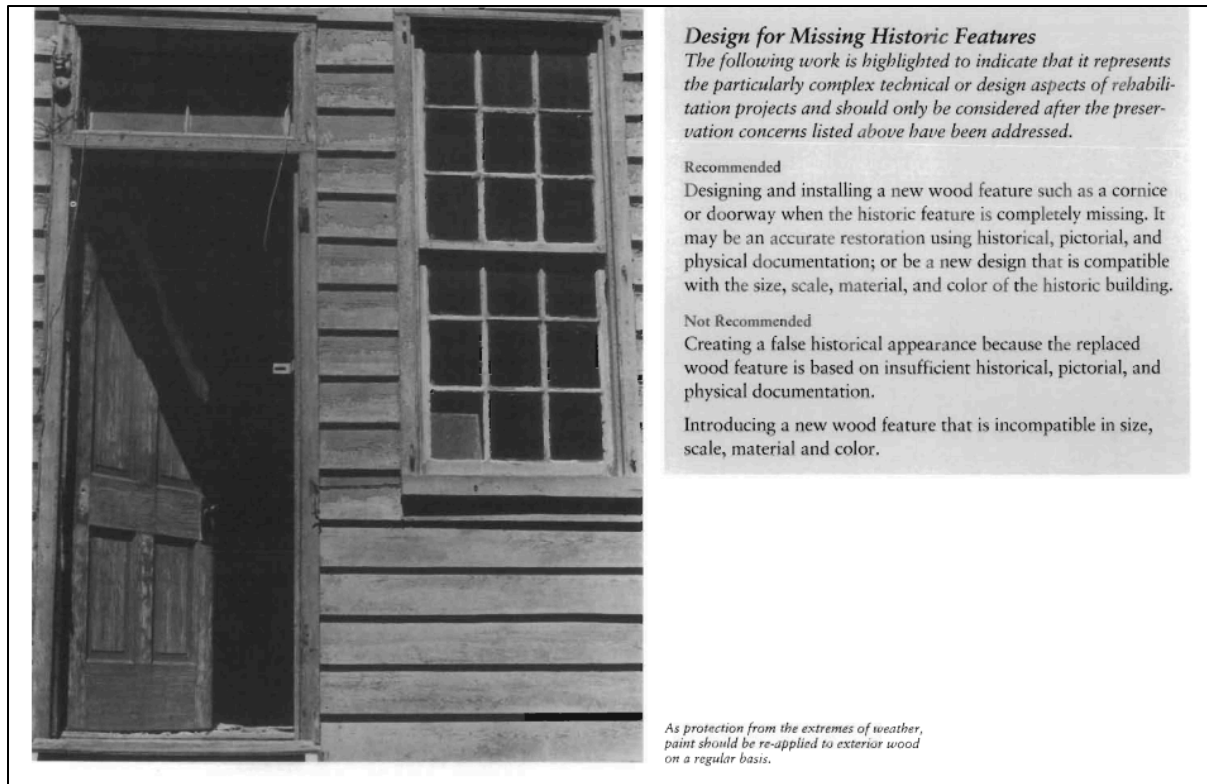 Design for Missing Historic Features
The following work is highlighted to indicate that it represents
the particularly complex technical or design aspects of rehabili-
tation projects and should only be considered after the preser-
vation concerns listed above have been addressed.
Recommended
Designing and installing a new wood feature such as a cornice
or doorway when the historic feature is completely missing. It
may be an accurate restoration using historical, pictorial, and
physical documentation; or be a new design that is compatible
with the size, scale, material, and color of the historic building.
Not Recommended
Creating a false historical appearance because the replaced
wood feature is based on insufficient historical, pictorial, and
physical documentation.
Introducing a new wood feature that is incompatible in size,
scale, material and color.
As protection from the extremes of weather,
paint should be re-applied to exterior wood
on a regular basis.